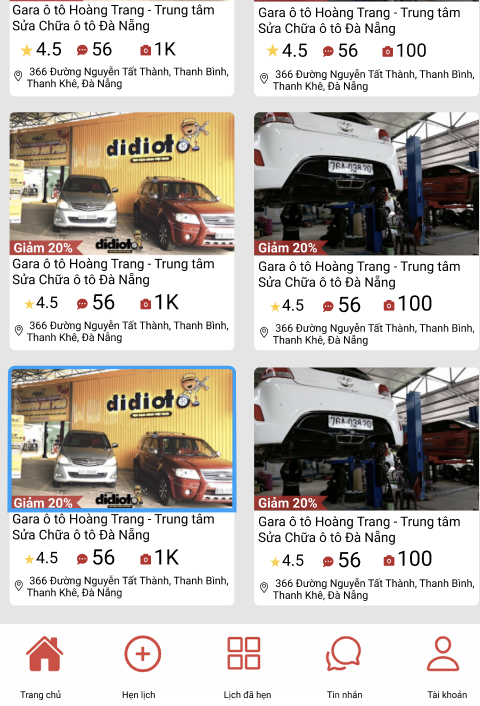 Gara ô tô Hoàng Trang - Trung tâm
Sửa Chữa ô tô Đà Nẵng
4.5 56 1K
366 Đường Nguyễn Tất Thành, Thanh Bình,
Thanh Khê, Đà Nẵng
Gara ô tô Hoàng Trang - Trung tâm
Sửa Chữa ô tô Đà Nẵng
4.5 56 100
366 Đường Nguyễn Tất Thành, Thanh Bình,
Thanh Khê, Đà Nẵng
didioto
didioto
Giảm 20%
Gara ô tô Hoàng Trang - Trung tâm
Sửa Chữa ô tô Đà Nẵng
4.5 56 1K
366 Đường Nguyễn Tất Thành, Thanh Bình,
Thanh Khê, Đà Nẵng
76A-038.20
Giảm 20%
Gara ô tô Hoàng Trang - Trung tâm
Sửa Chữa ô tô Đà Nẵng
4.5 56 100
366 Đường Nguyễn Tất Thành, Thanh Bình,
Thanh Khê, Đà Nẵng
didioto
didioto
Giảm 20%
Gara ô tô Hoàng Trang - Trung tâm
Sửa Chữa ô tô Đà Nẵng
4.5 56 1K
366 Đường Nguyễn Tất Thành, Thanh Bình,
Thanh Khê, Đà Nẵng
76A-038.20
Giảm 20%
Gara ô tô Hoàng Trang - Trung tâm
Sửa Chữa ô tô Đà Nẵng
4.5 56 100
366 Đường Nguyễn Tất Thành, Thanh Bình,
Thanh Khê, Đà Nẵng
Trang chủ
Hẹn lịch
Lịch đã hẹn
Tin nhắn
Tài khoản